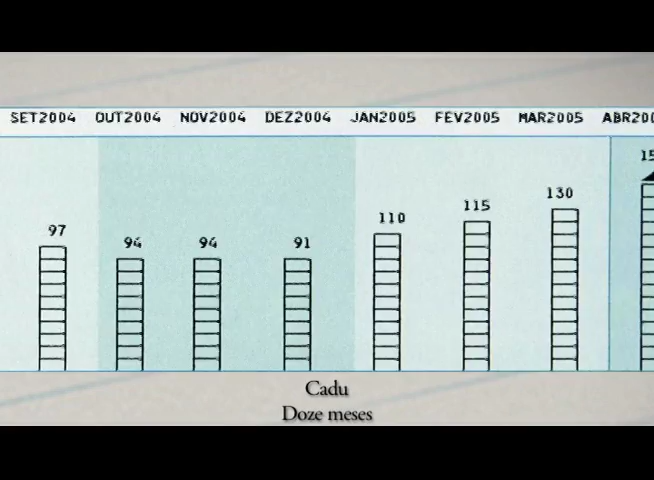 SET2004 OUT2004 NOV2004 DEZ2004 JAN2005 FEV2005 MAR2005
97 94 94 91 110 115 130
Cadu
Doze meses